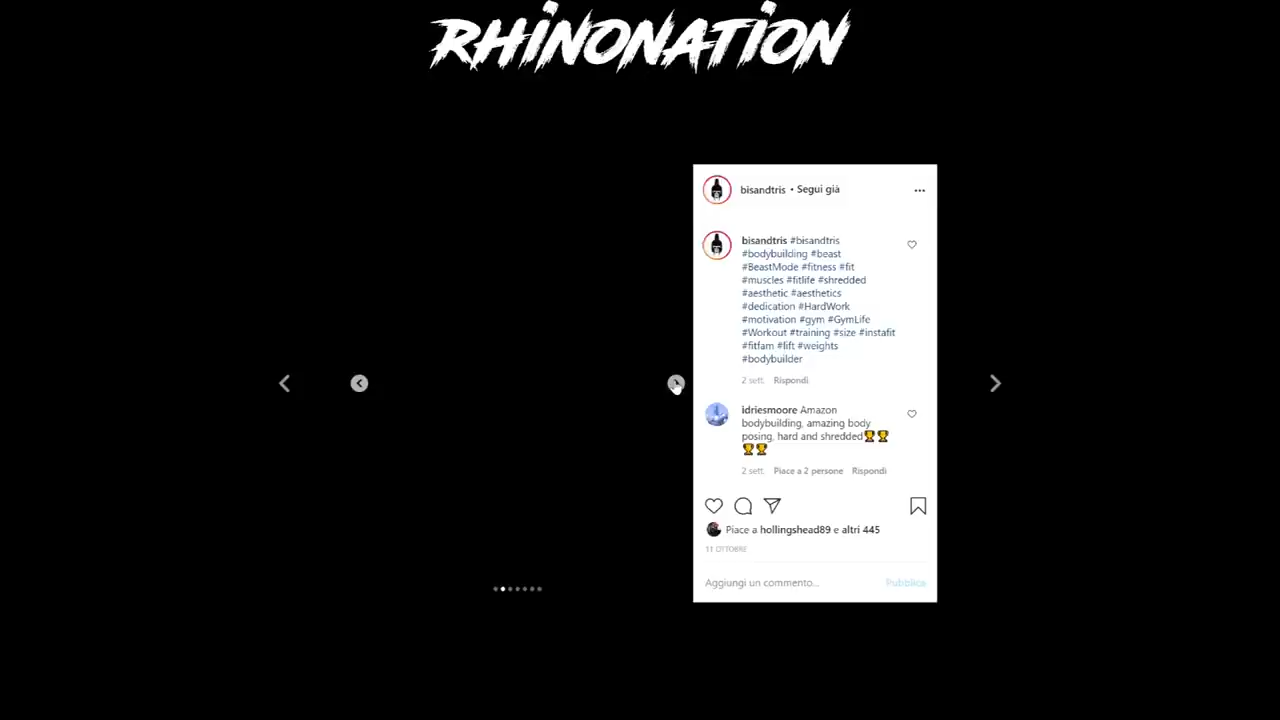 RHINONATION
bisandtris • Segui già
bisandtris #bisandtris
#bodybuilding #beast
#BeastMode #fitness #fit
#muscles #fitlife #shredded
#aesthetic #aesthetics
#dedication #HardWork
#motivation #gym #GymLife
#Workout #training #size #instafit
#fitfam #lift #weights
#bodybuilder
2 sett. Rispondi
idriesmoore Amazon
bodybuilding, amazing body
posing, hard and shredded🏆🏆
🏆🏆
2 sett. Piace a 2 persone Rispondi
Piace a hollingshead89 e altri 445
11 OTTOBRE
Aggiungi un commento... Pubblica